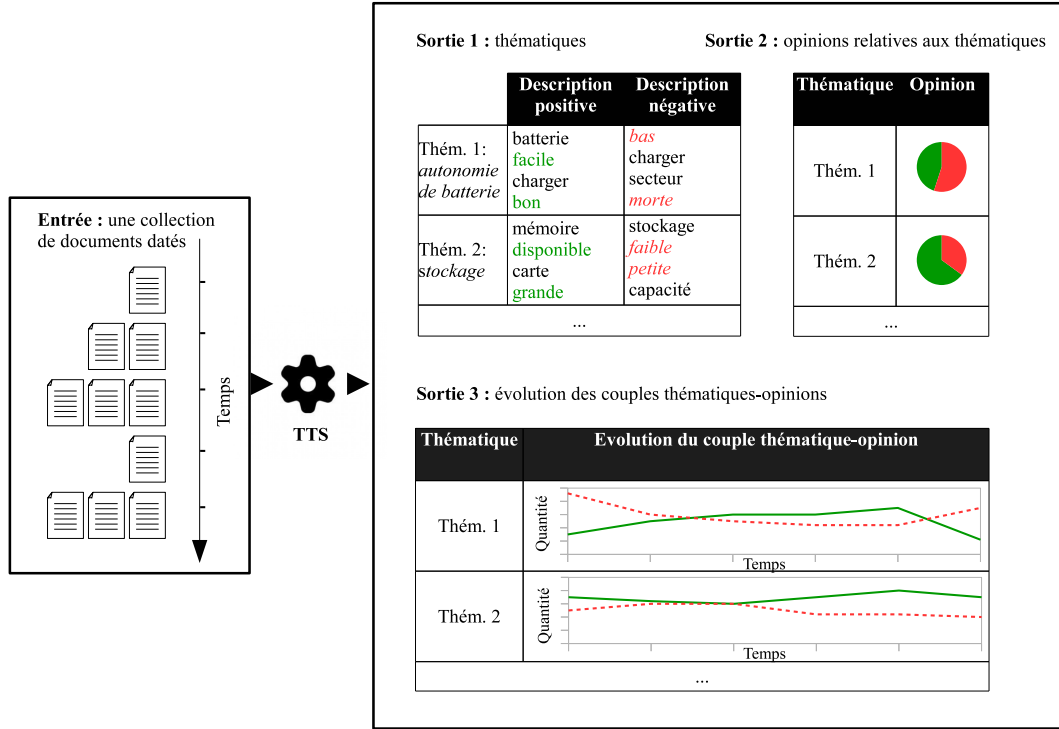 Entrée : une collection
de documents datés
Temps
TTS
Sortie 1 : thématiques
Description
positive
Description
négative
Thém. 1:
autonomie
de batterie
batterie
facile
charger
bon
bas
charger
secteur
morte
Thém. 2:
stockage
mémoire
disponible
carte
grande
stockage
faible
petite
capacité
...
Sortie 2 : opinions relatives aux thématiques
Thématique
Opinion
Thém. 1
Thém. 2
...
Sortie 3 : évolution des couples thématiques-opinions
Thématique
Evolution du couple thématique-opinion
Thém. 1
Quantité
Temps
Thém. 2
Quantité
Temps
...